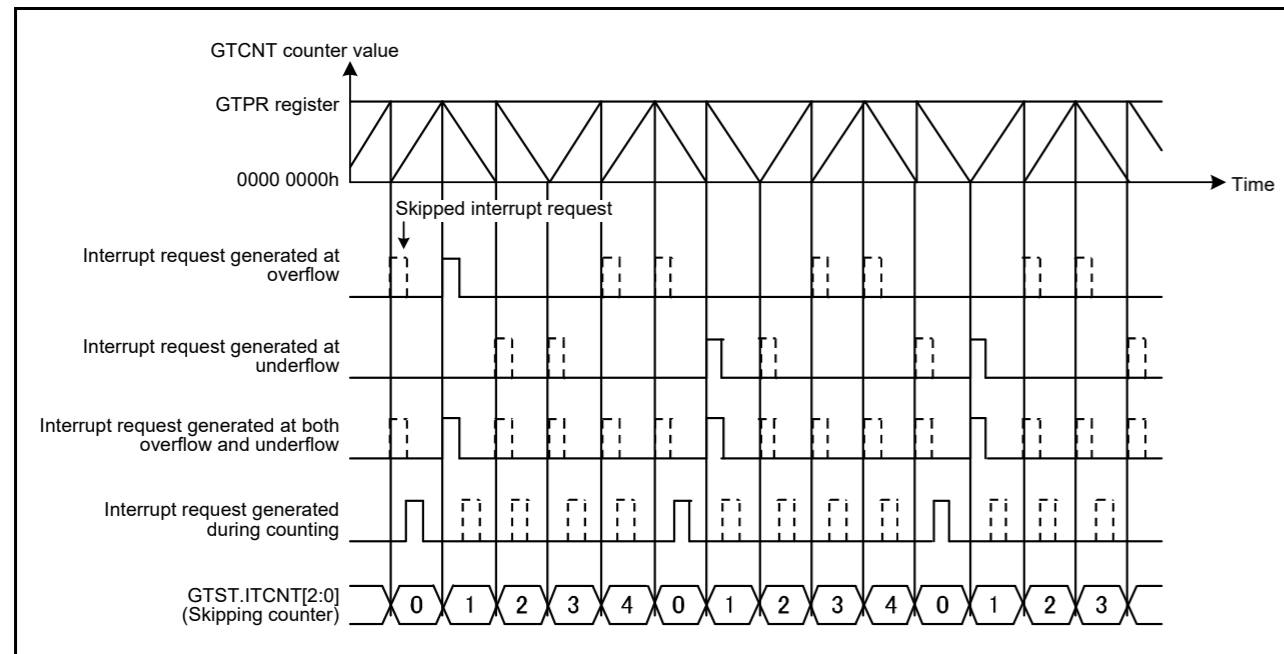 GTCNT counter value
GTPR register
0000 0000h
Time
Skipped interrupt request
Interrupt request generated at
overflow
Interrupt request generated at
underflow
Interrupt request generated at both
overflow and underflow
Interrupt request generated
during counting
GTST.ITCNT[2:0]
(Skipping counter)
0 1 2 3 4 0 1 2 3 4 0 1 2 3